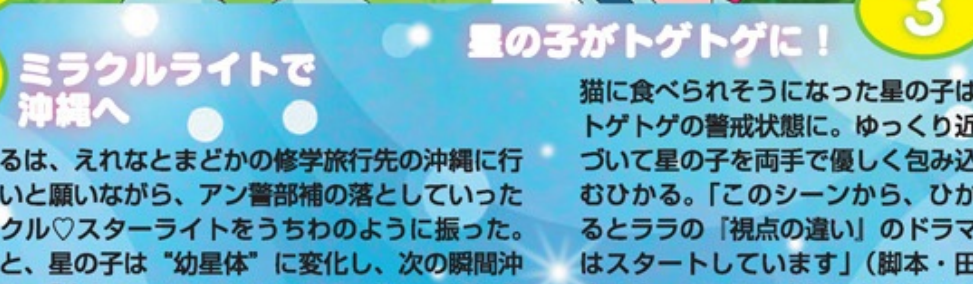 ミラクルライトで
沖縄へ
るは、えれなとまどかの修学旅行先の沖縄に行
いと願いながら、アン警部補の落としていった
クル♡スターライトをうちわのように振った。
と、星の子は“幼星体”に変化し、次の瞬間沖
3
星の子がトゲトゲに！
猫に食べられそうになった星の子は
トゲトゲの警戒状態に。ゆっくり近
づいて星の子を両手で優しく包み込
むひかる。「このシーンから、ひか
るとララの『視点の違い』のドラマ
はスタートしています」（脚本・田